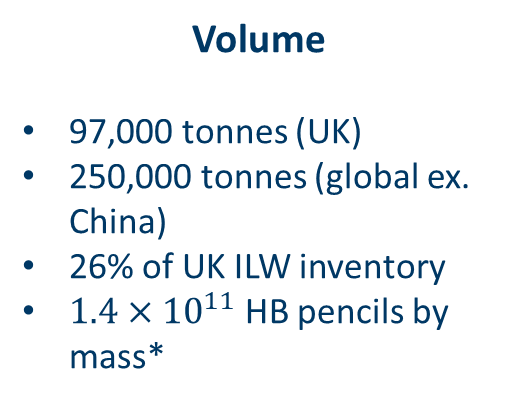 Volume
• 97,000 tonnes (UK)
• 250,000 tonnes (global ex.
China)
• 26% of UK ILW inventory
• 1.4 × 10¹¹ HB pencils by
mass*